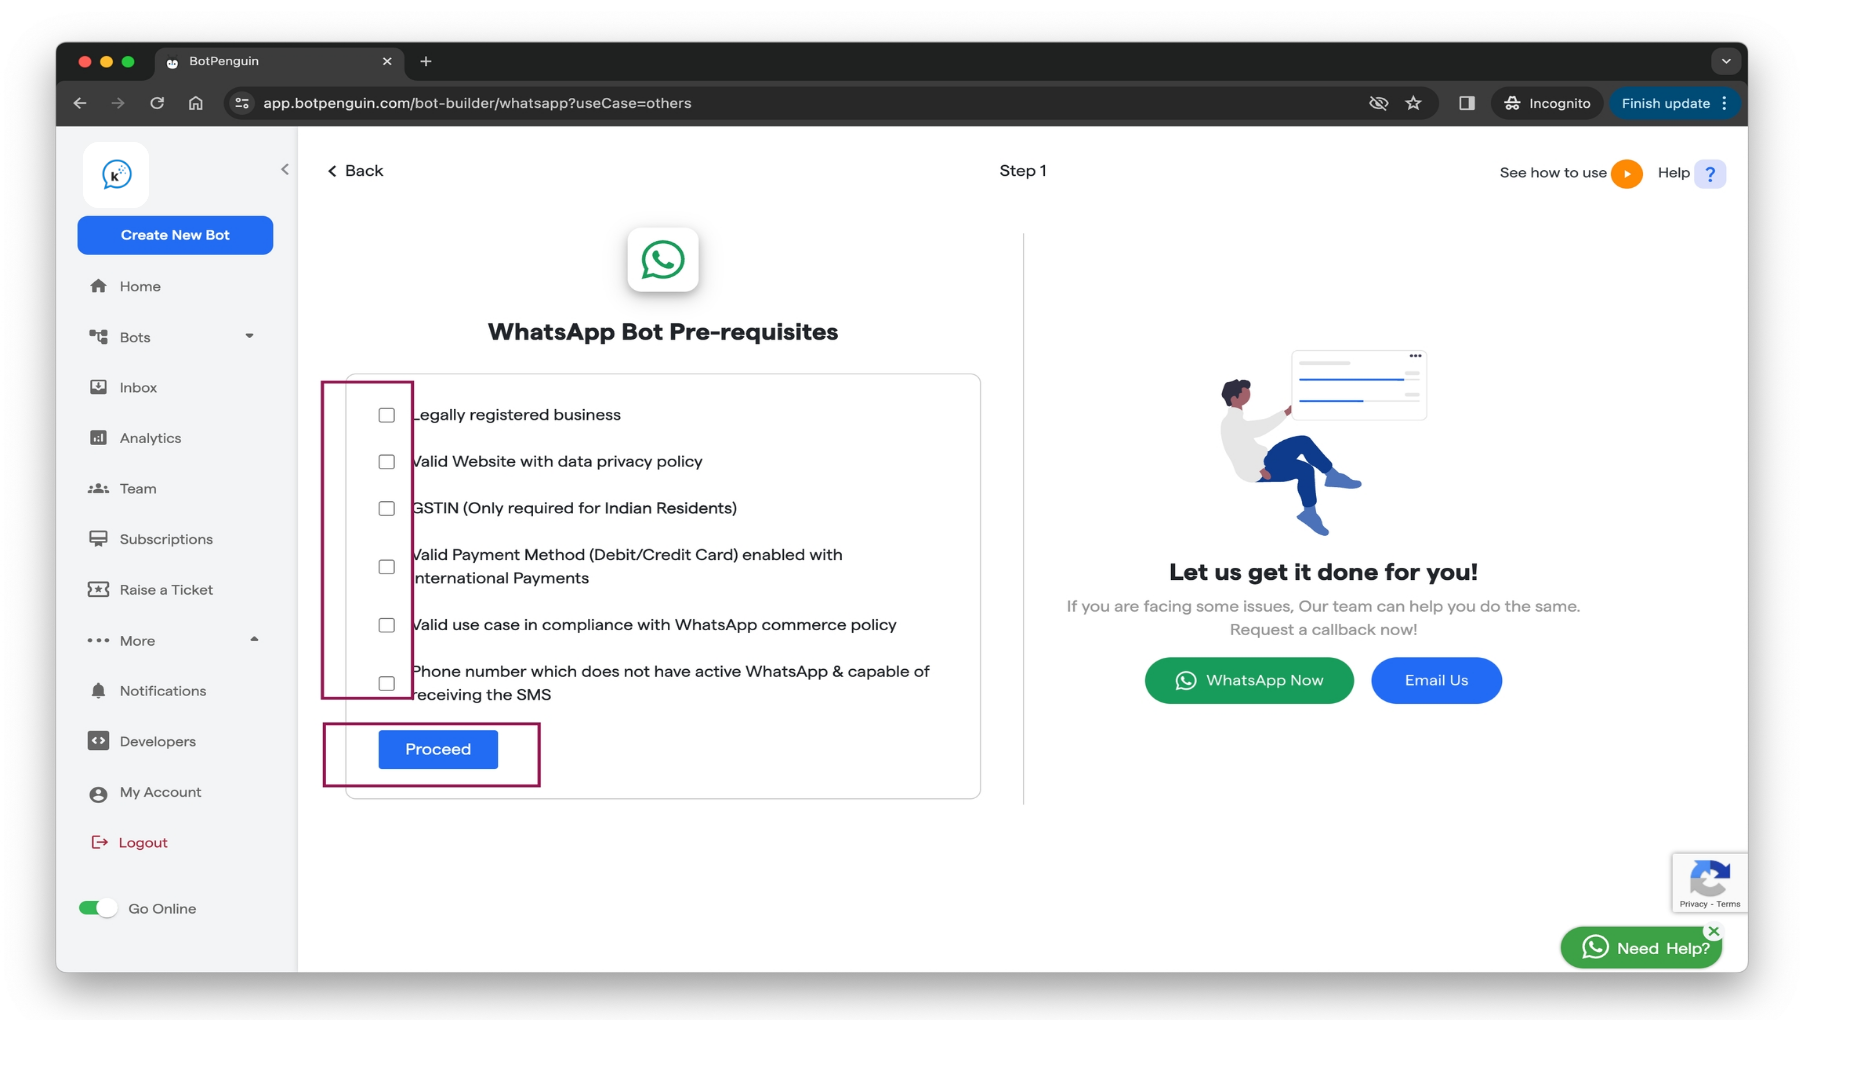 BotPenguin
app.botpenguin.com/bot-builder/whatsapp?useCase=others
Incognito
Finish update
k
Create New Bot
Home
Bots
Inbox
Analytics
Team
Subscriptions
Raise a Ticket
More
Notifications
Developers
My Account
Logout
Go Online
Back
Step 1
See how to use
Help ?
WhatsApp Bot Pre-requisites
Legally registered business
Valid Website with data privacy policy
GSTIN (Only required for Indian Residents)
Valid Payment Method (Debit/Credit Card) enabled with
International Payments
Valid use case in compliance with WhatsApp commerce policy
Phone number which does not have active WhatsApp & capable of
receiving the SMS
Proceed
Let us get it done for you!
If you are facing some issues, Our team can help you do the same.
Request a callback now!
WhatsApp Now
Email Us
Privacy - Terms
Need Help?